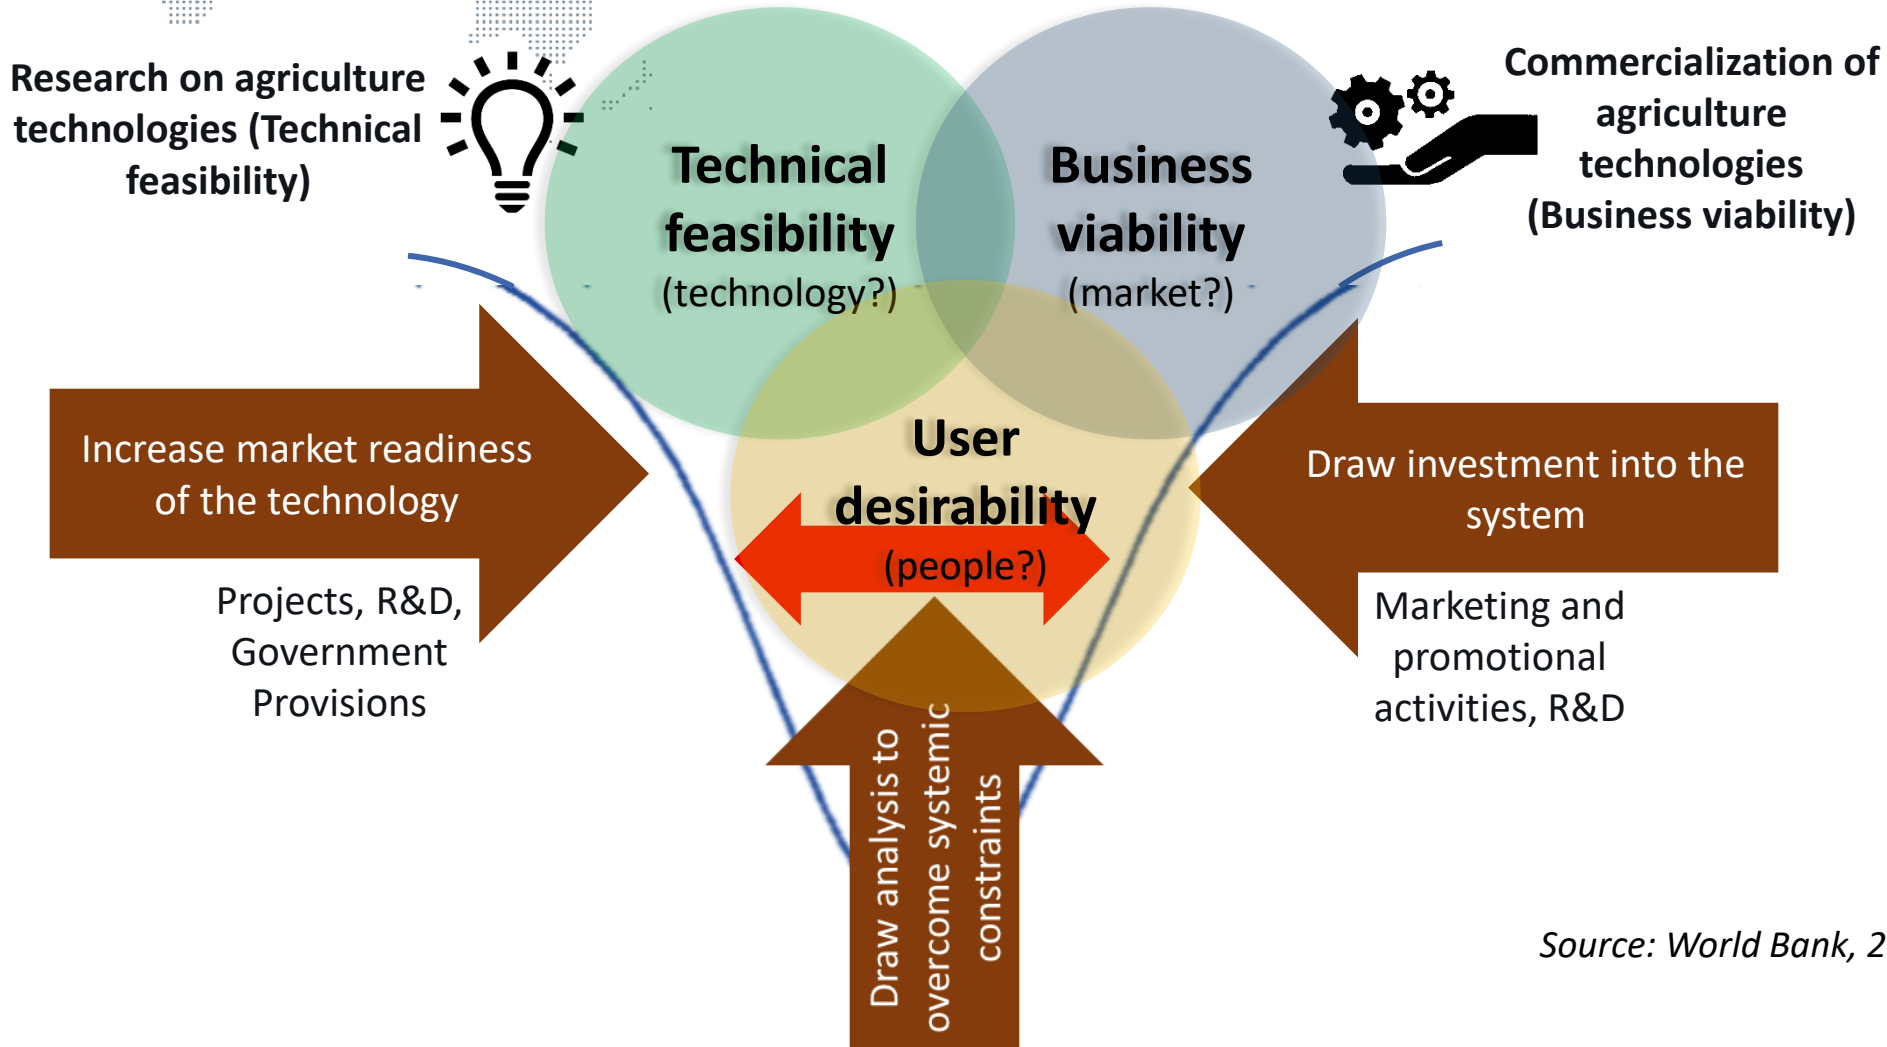 Research on agriculture
technologies (Technical
feasibility)
Technical
feasibility
(technology?)
Business
viability
(market?)
Commercialization of
agriculture
technologies
(Business viability)
Increase market readiness
of the technology
Projects, R&D,
Government
Provisions
User
desirability
(people?)
Draw investment into the
system
Marketing and
promotional
activities, R&D
Draw analysis to
overcome systemic
constraints
Source: World Bank, 2